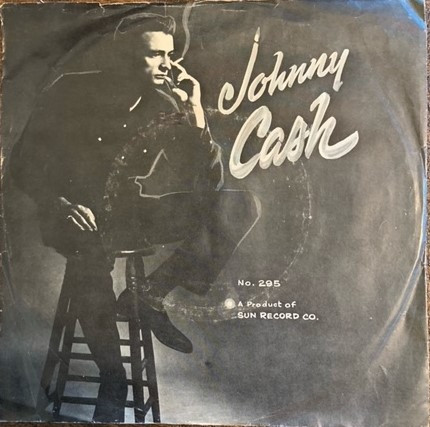 Johnny
Cash
No. 295
A Product of
SUN RECORD CO.